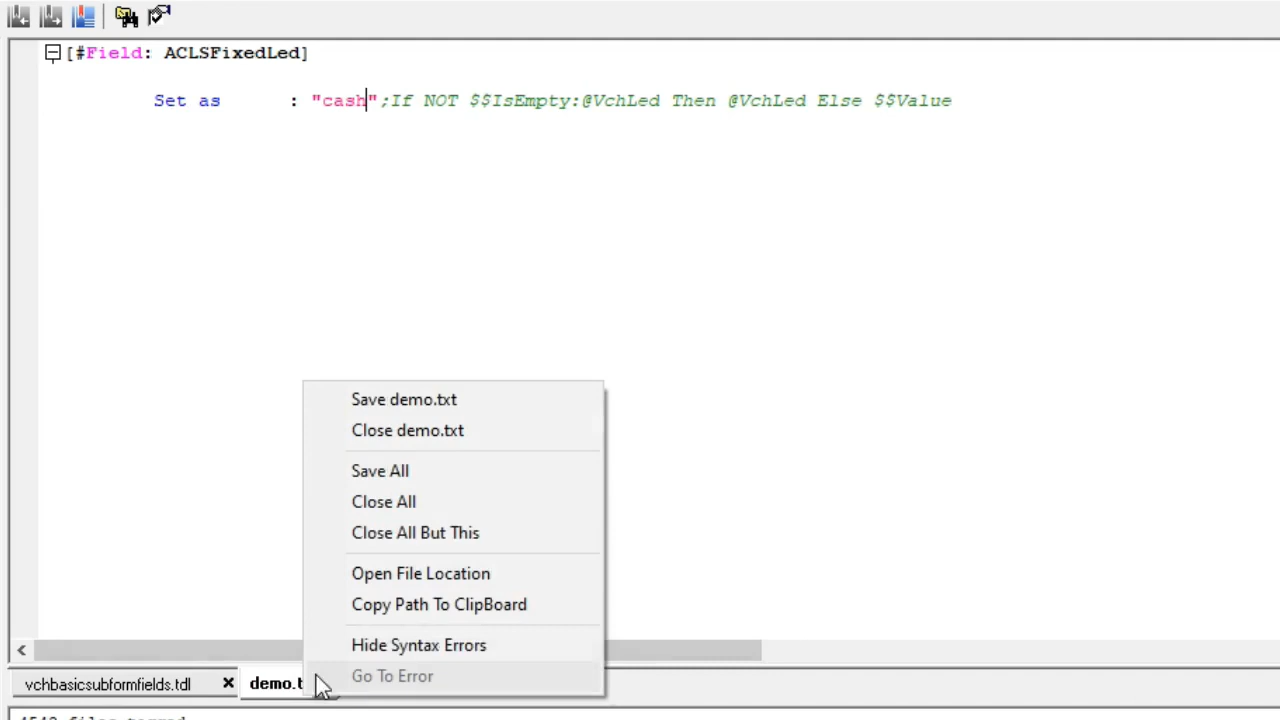 [#Field: ACLSFixedLed]
Set as : "cash";If NOT $$IsEmpty:@VchLed Then @VchLed Else $$Value
Save demo.txt
Close demo.txt
Save All
Close All
Close All But This
Open File Location
Copy Path To ClipBoard
Hide Syntax Errors
Go To Error
vchbasicsubformfields.tdl
demo.t